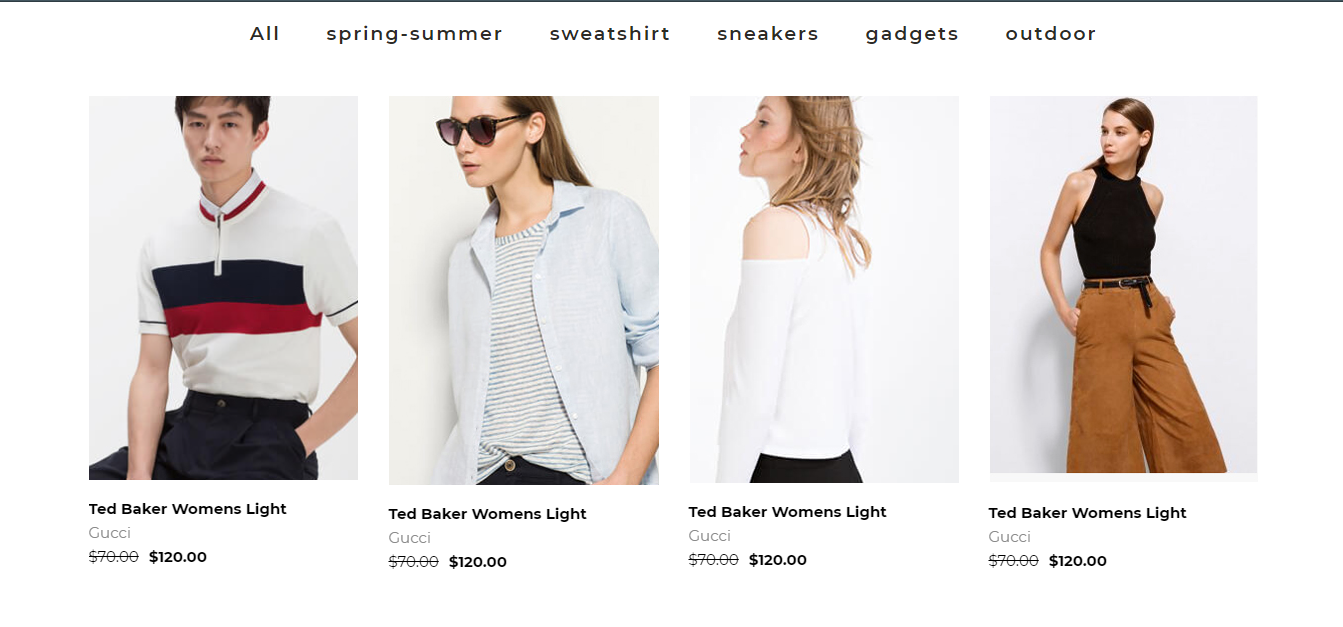 All spring-summer sweatshirt sneakers gadgets outdoor
Ted Baker Womens Light
Gucci
$70.00 $120.00
Ted Baker Womens Light
Gucci
$70.00 $120.00
Ted Baker Womens Light
Gucci
$70.00 $120.00
Ted Baker Womens Light
Gucci
$70.00 $120.00